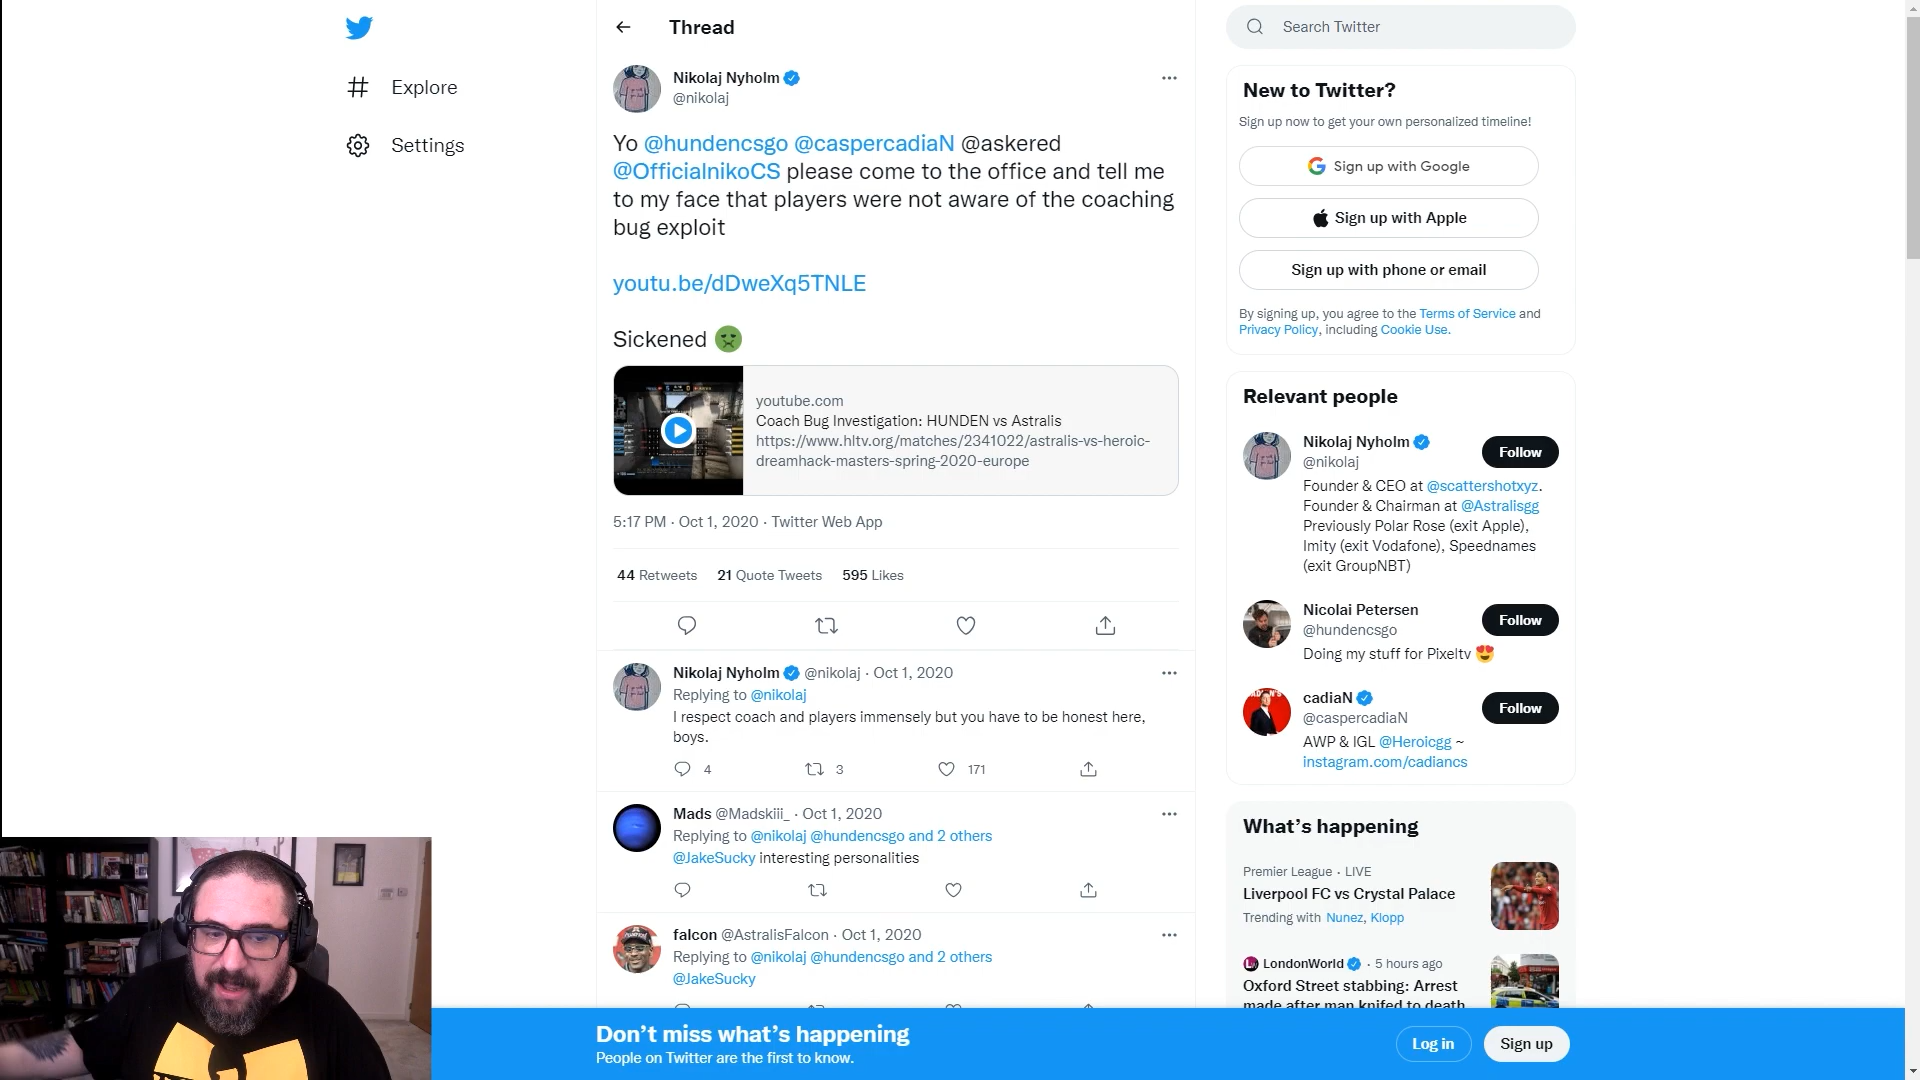 Explore
Settings
Thread
Nikolaj Nyholm
@nikolaj
Yo @hundencsgo @caspercadiaN @askered
@OfficialnikoCS please come to the office and tell me
to my face that players were not aware of the coaching
bug exploit
youtu.be/dDweXq5TNLE
Sickened
youtube.com
Coach Bug Investigation: HUNDEN vs Astralis
https://www.hltv.org/matches/2341022/astralis-vs-heroic-
dreamhack-masters-spring-2020-europe
5:17 PM · Oct 1, 2020 · Twitter Web App
44 Retweets 21 Quote Tweets 595 Likes
Nikolaj Nyholm @nikolaj · Oct 1, 2020
Replying to @nikolaj
I respect coach and players immensely but you have to be honest here,
boys.
4 3 171
Mads @Madskiii_ · Oct 1, 2020
Replying to @nikolaj @hundencsgo and 2 others
@JakeSucky interesting personalities
falcon @AstralisFalcon · Oct 1, 2020
Replying to @nikolaj @hundencsgo and 2 others
@JakeSucky
Search Twitter
New to Twitter?
Sign up now to get your own personalized timeline!
Sign up with Google
Sign up with Apple
Sign up with phone or email
By signing up, you agree to the Terms of Service and
Privacy Policy, including Cookie Use.
Relevant people
Nikolaj Nyholm
@nikolaj
Follow
Founder & CEO at @scattershotxyz.
Founder & Chairman at @Astralisgg
Previously Polar Rose (exit Apple),
Imity (exit Vodafone), Speednames
(exit GroupNBT)
Nicolai Petersen
@hundencsgo
Follow
Doing my stuff for Pixeltv
cadiaN
@caspercadiaN
Follow
AWP & IGL @Heroicgg ~
instagram.com/cadiancs
What's happening
Premier League · LIVE
Liverpool FC vs Crystal Palace
Trending with Nunez, Klopp
LondonWorld · 5 hours ago
Oxford Street stabbing: Arrest
made after man knifed to death
Don't miss what's happening
People on Twitter are the first to know.
Log in
Sign up